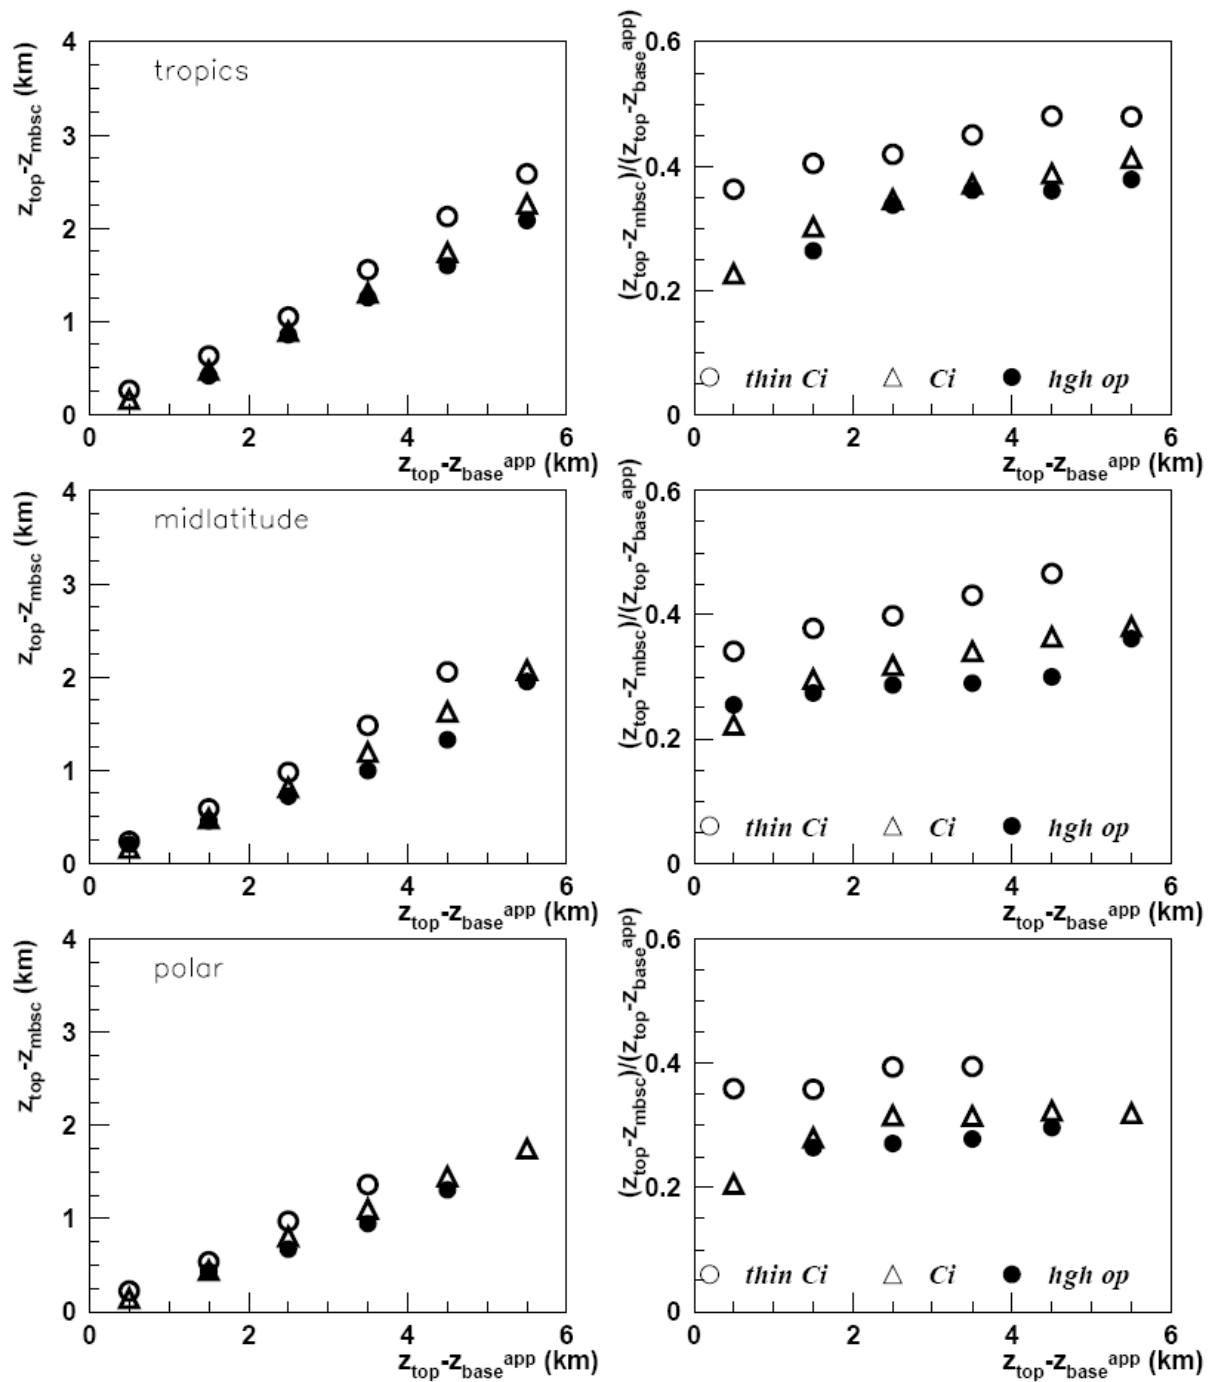 z_top-z_mbsc (km)
4
3
2
1
0
tropics
0 2 4 6
z_top-z_base^app (km)
(z_top-z_mbsc)/(z_top-z_base^app)
0.6
0.4
0.2
0
thin Ci Ci hgh op
0 2 4 6
z_top-z_base^app (km)
z_top-z_mbsc (km)
4
3
2
1
0
midlatitude
0 2 4 6
z_top-z_base^app (km)
(z_top-z_mbsc)/(z_top-z_base^app)
0.6
0.4
0.2
0
thin Ci Ci hgh op
0 2 4 6
z_top-z_base^app (km)
z_top-z_mbsc (km)
4
3
2
1
0
polar
0 2 4 6
z_top-z_base^app (km)
(z_top-z_mbsc)/(z_top-z_base^app)
0.6
0.4
0.2
0
thin Ci Ci hgh op
0 2 4 6
z_top-z_base^app (km)